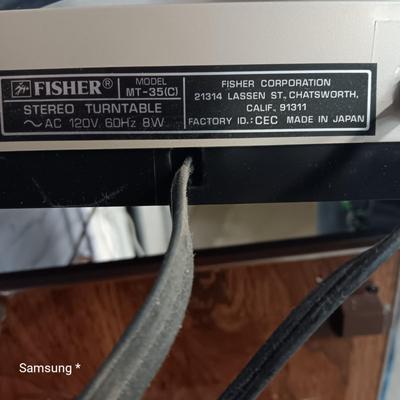 FISHER®
MODEL
MT-35(C)
STEREO TURNTABLE
~AC 120V. 60Hz 8W
FISHER CORPORATION
21314 LASSEN ST., CHATSWORTH,
CALIF., 91311
FACTORY ID.: CEC MADE IN JAPAN
Samsung *